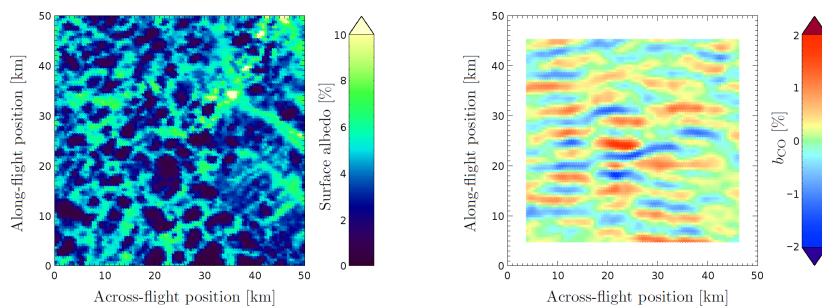 50
40
30
20
10
0
0 10 20 30 40 50
Along-flight position [km]
Across-flight position [km]
10
8
6
4
2
0
Surface albedo [%]
50
40
30
20
10
0
0 10 20 30 40 50
Along-flight position [km]
Across-flight position [km]
2
1
0
−1
−2
bCO [%]